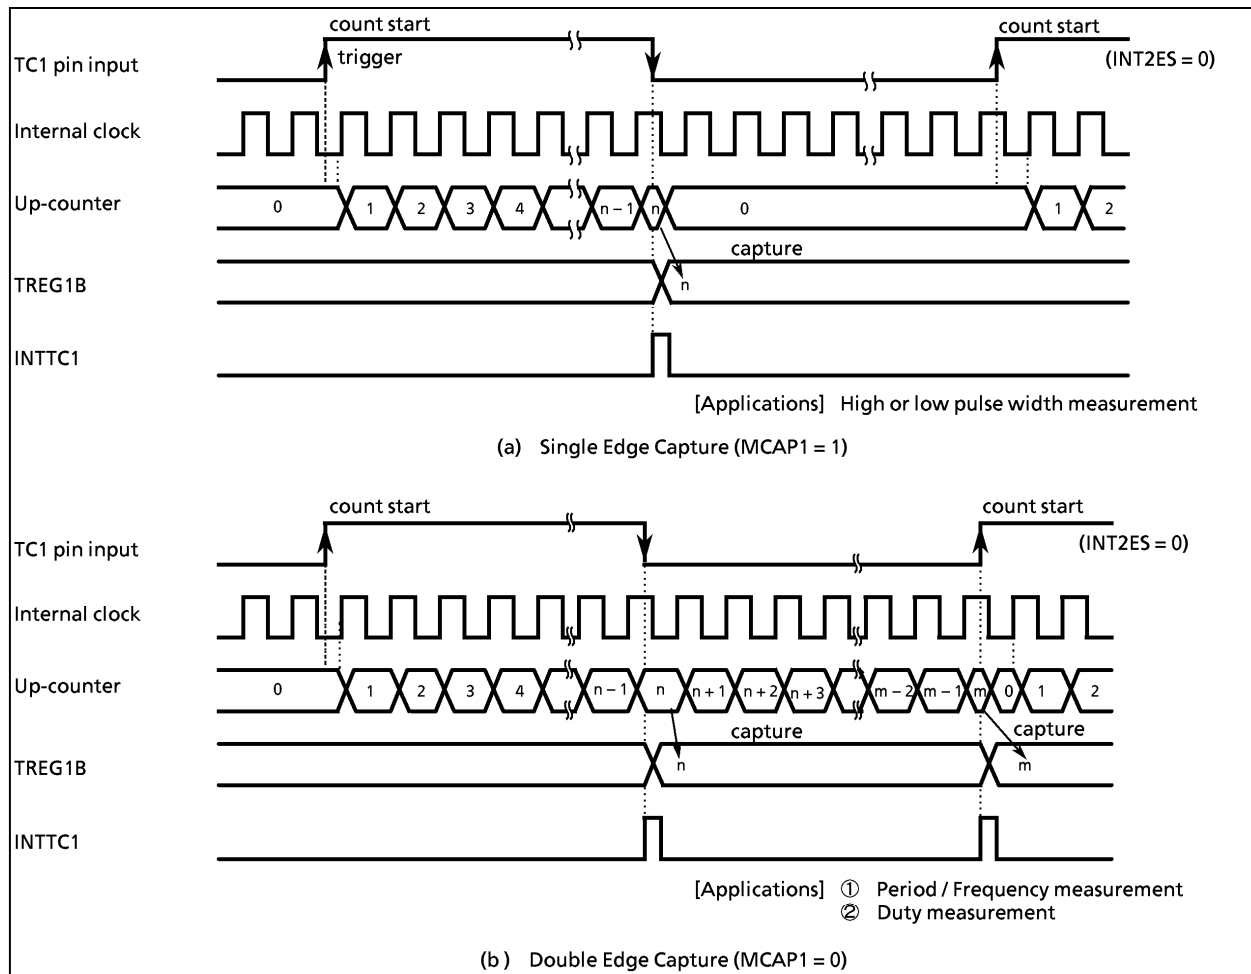 count start
count start
TC1 pin input
trigger
(INT2ES = 0)
Internal clock
Up-counter
0 1 2 3 4 n – 1 n 0 1 2
capture
TREG1B
n
INTTC1
[Applications] High or low pulse width measurement
(a) Single Edge Capture (MCAP1 = 1)
count start
count start
TC1 pin input
(INT2ES = 0)
Internal clock
Up-counter
0 1 2 3 4 n – 1 n n + 1 n + 2 n + 3 m – 2 m – 1 m 0 1 2
capture
capture
TREG1B
n
m
INTTC1
[Applications] ① Period / Frequency measurement
② Duty measurement
(b ) Double Edge Capture (MCAP1 = 0)